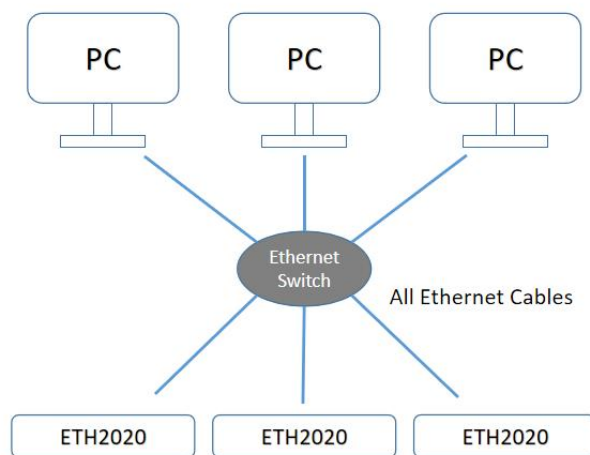 PC
PC
PC
Ethernet
Switch
All Ethernet Cables
ETH2020
ETH2020
ETH2020